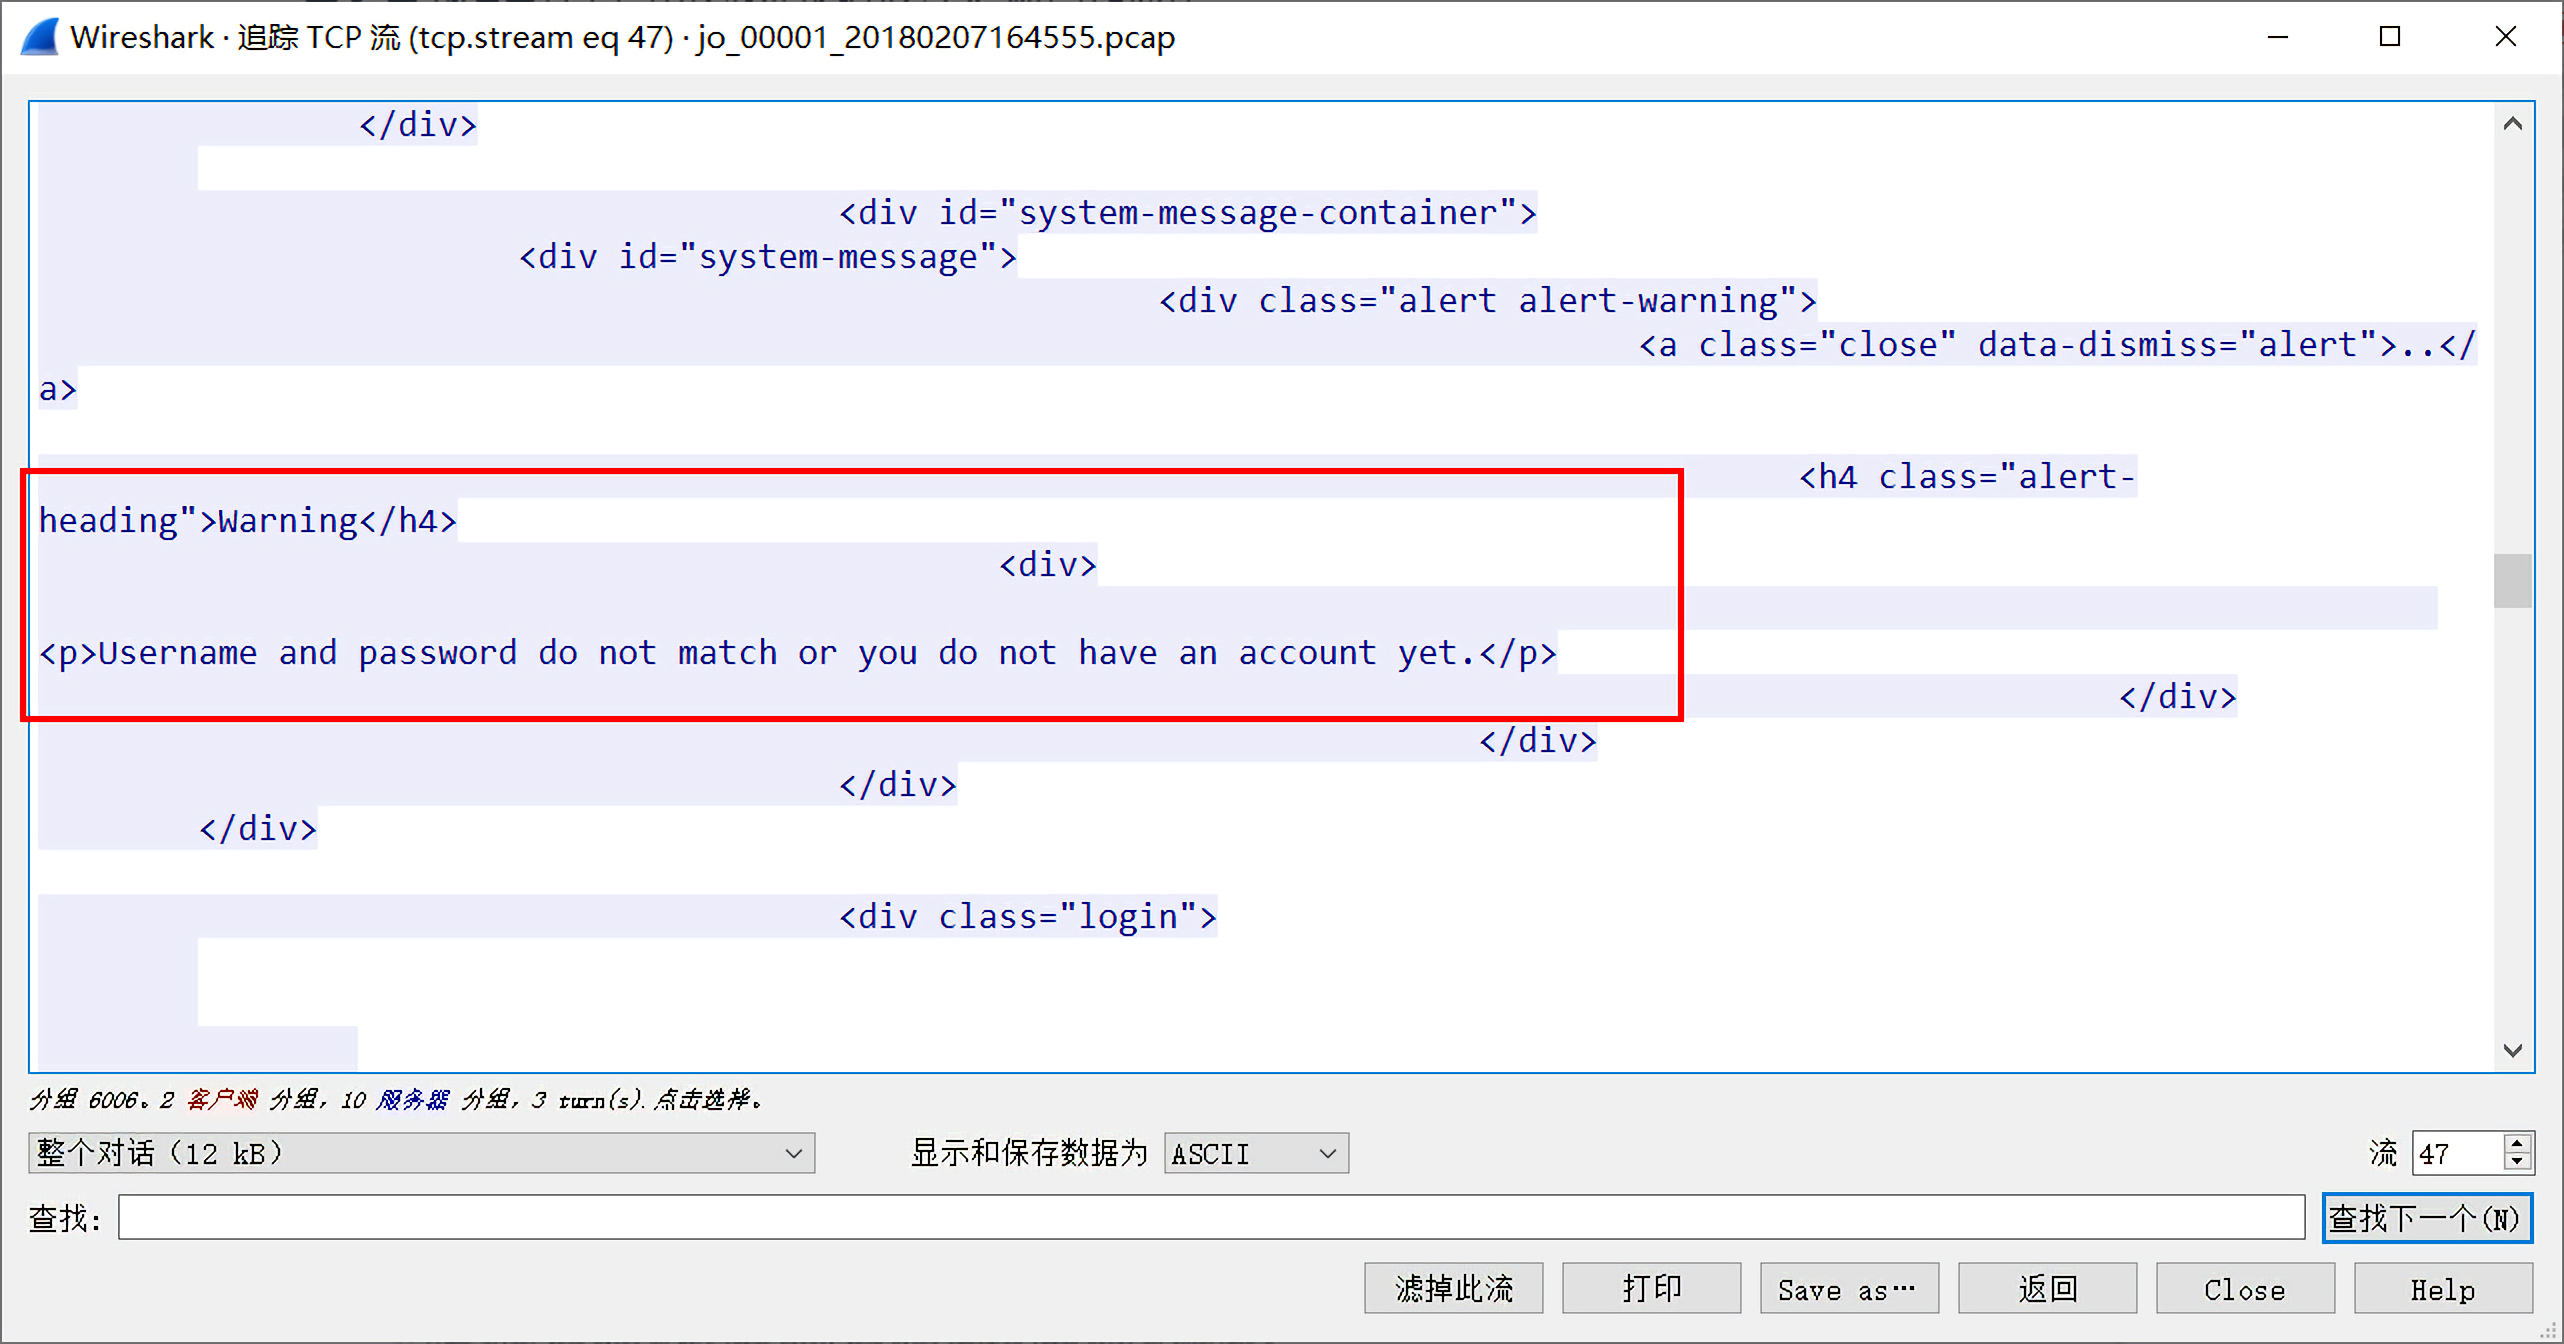 Wireshark · 追踪 TCP 流 (tcp.stream eq 47) · jo_00001_20180207164555.pcap
</div>
<div id="system-message-container">
<div id="system-message">
<div class="alert alert-warning">
<a class="close" data-dismiss="alert">..</
a>
<h4 class="alert-
heading">Warning</h4>
<div>
<p>Username and password do not match or you do not have an account yet.</p>
</div>
</div>
</div>
</div>
<div class="login">
分组 6006。2 客户端 分组，10 服务器 分组，3 turn(s). 点击选择。
整个对话（12 kB） 显示和保存数据为 ASCII 流 47
查找： 查找下一个(N)
滤掉此流 打印 Save as… 返回 Close Help